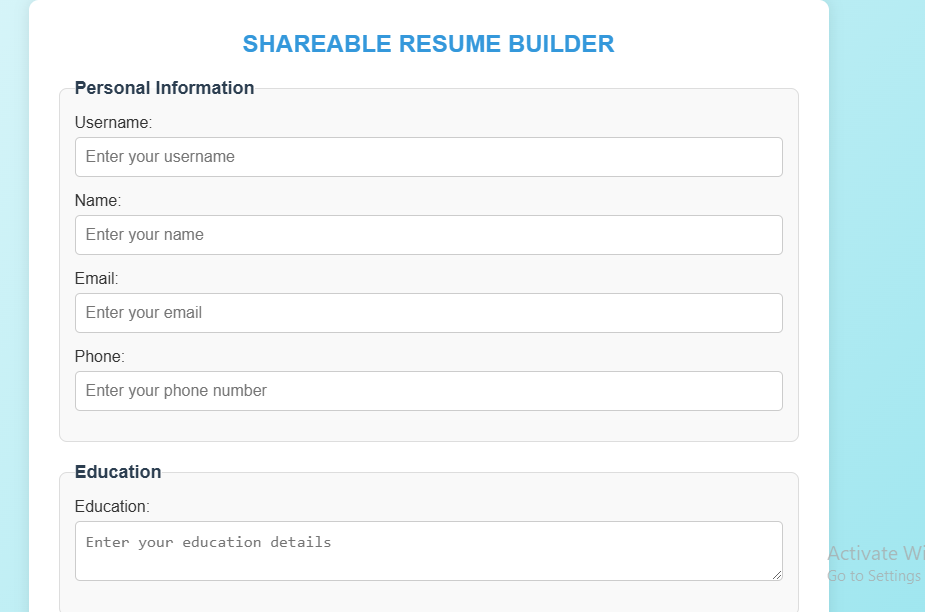 SHAREABLE RESUME BUILDER
Personal Information
Username:
Enter your username
Name:
Enter your name
Email:
Enter your email
Phone:
Enter your phone number
Education
Education:
Enter your education details
Activate Wi
Go to Settings